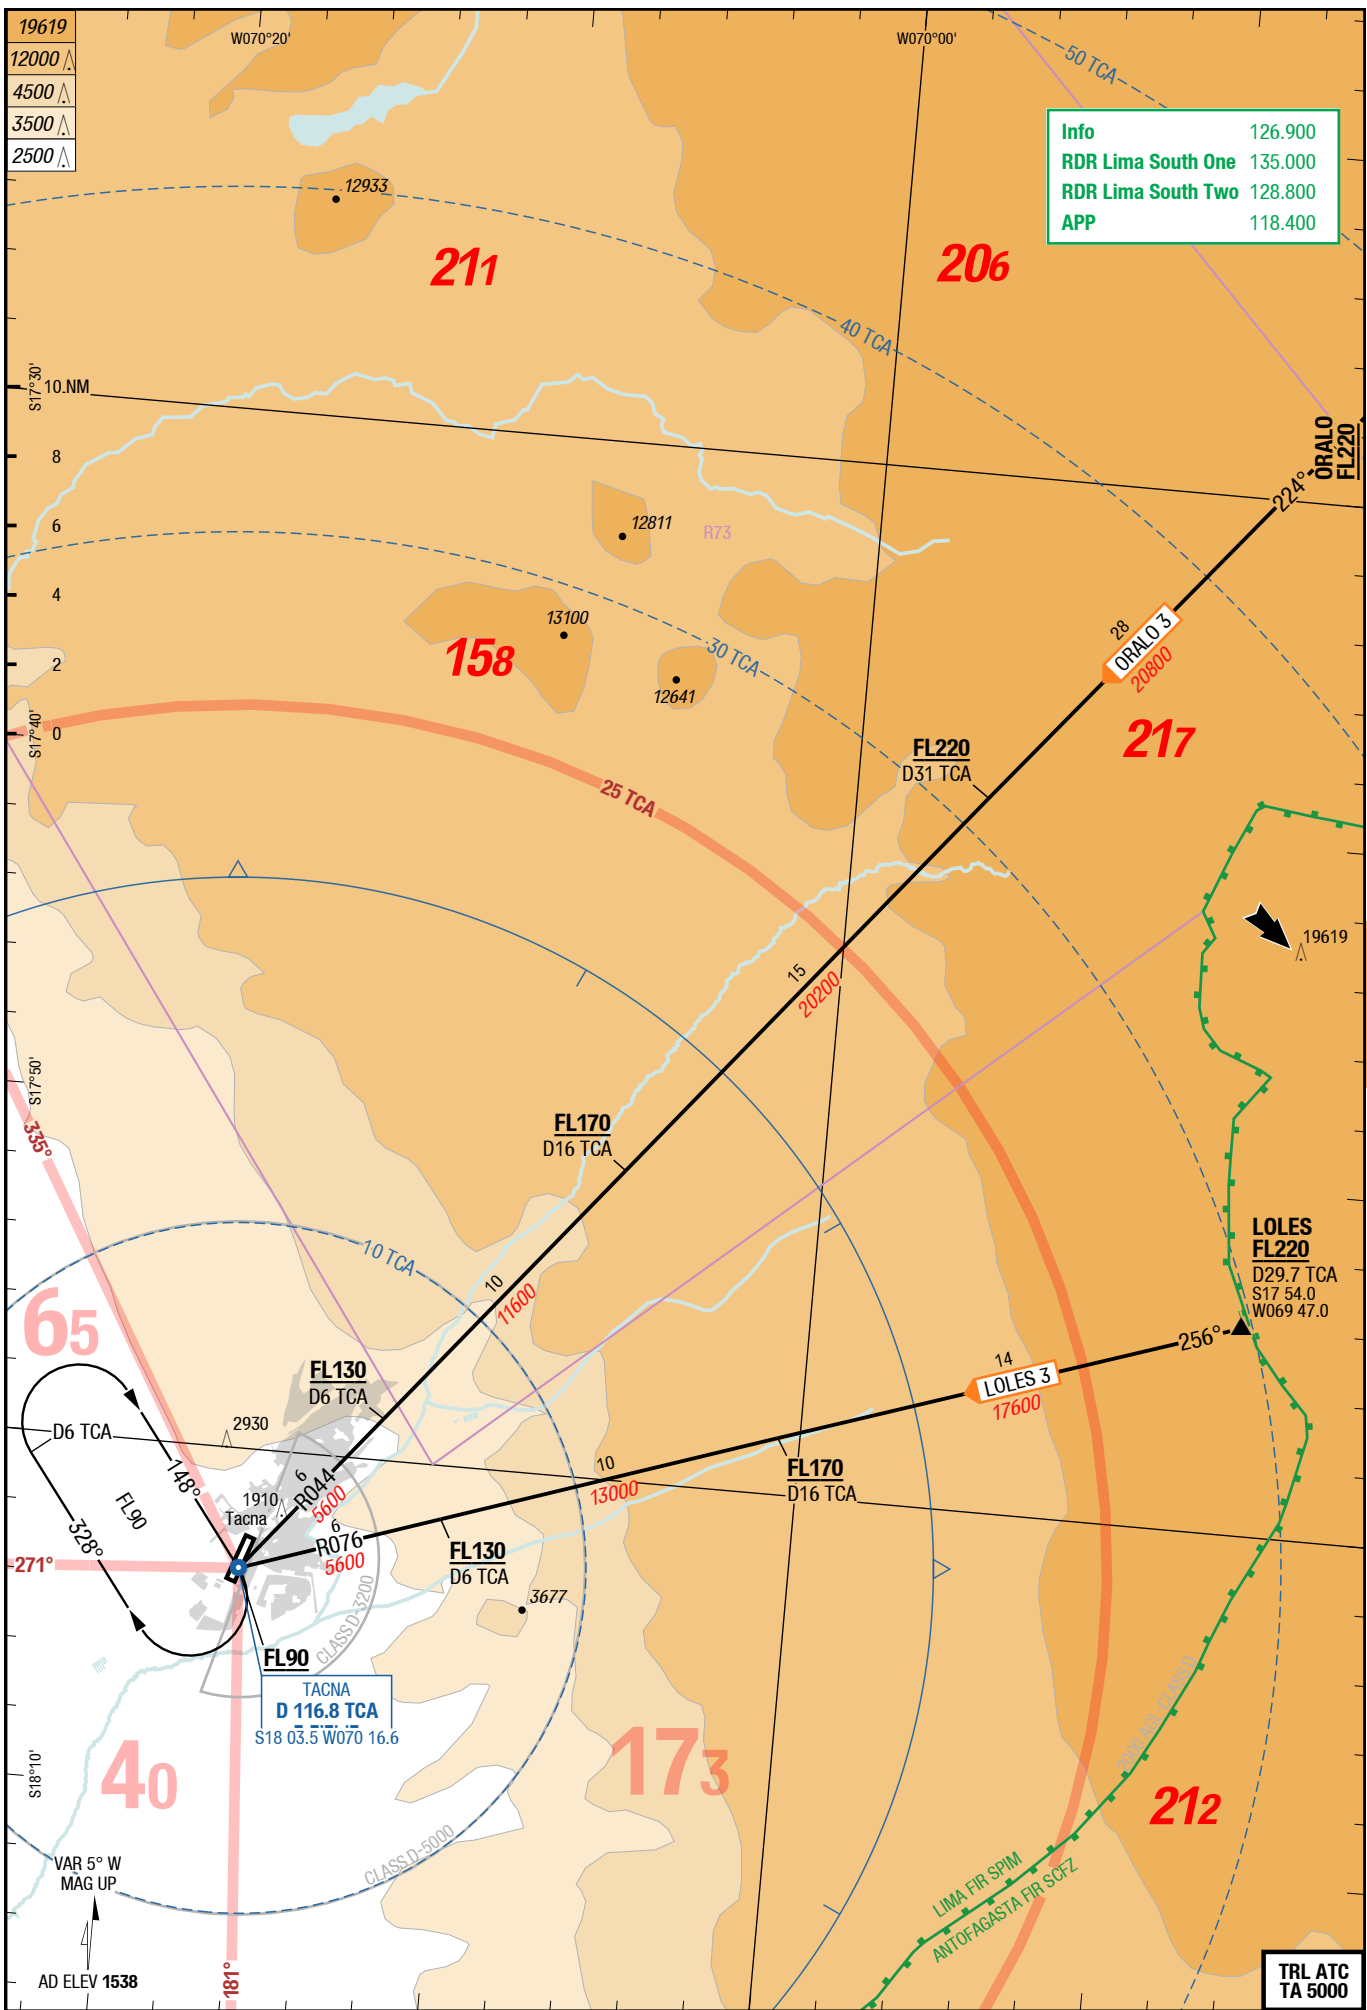 19619
12000
4500
3500
2500
W070°20'
W070°00'
50 TCA
Info 126.900
RDR Lima South One 135.000
RDR Lima South Two 128.800
APP 118.400
12933
211
206
40 TCA
S17°30'
10 NM
8
6
4
2
0
S17°40'
ORALO
FL220
224°
12811
R73
13100
158
12641
30 TCA
28
ORALO 3
20800
217
FL220
D31 TCA
25 TCA
15
20200
19619
S17°50'
335°
FL170
D16 TCA
10 TCA
10
11600
LOLES
FL220
D29.7 TCA
S17 54.0
W069 47.0
256°
14
LOLES 3
17600
65
FL130
D6 TCA
2930
D6 TCA
148°
FL90
328°
6
R044
5600
1910
Tacna
10
13000
FL170
D16 TCA
6
R076
5600
FL130
D6 TCA
271°
3677
CLASS D-3200
FL90
TACNA
D 116.8 TCA
S18 03.5 W070 16.6
S18°10'
40
173
2000 AGL-CLASS D
212
CLASS D-5000
VAR 5° W
MAG UP
AD ELEV 1538
181°
LIMA FIR SPIM
ANTOFAGASTA FIR SCFZ
TRL ATC
TA 5000